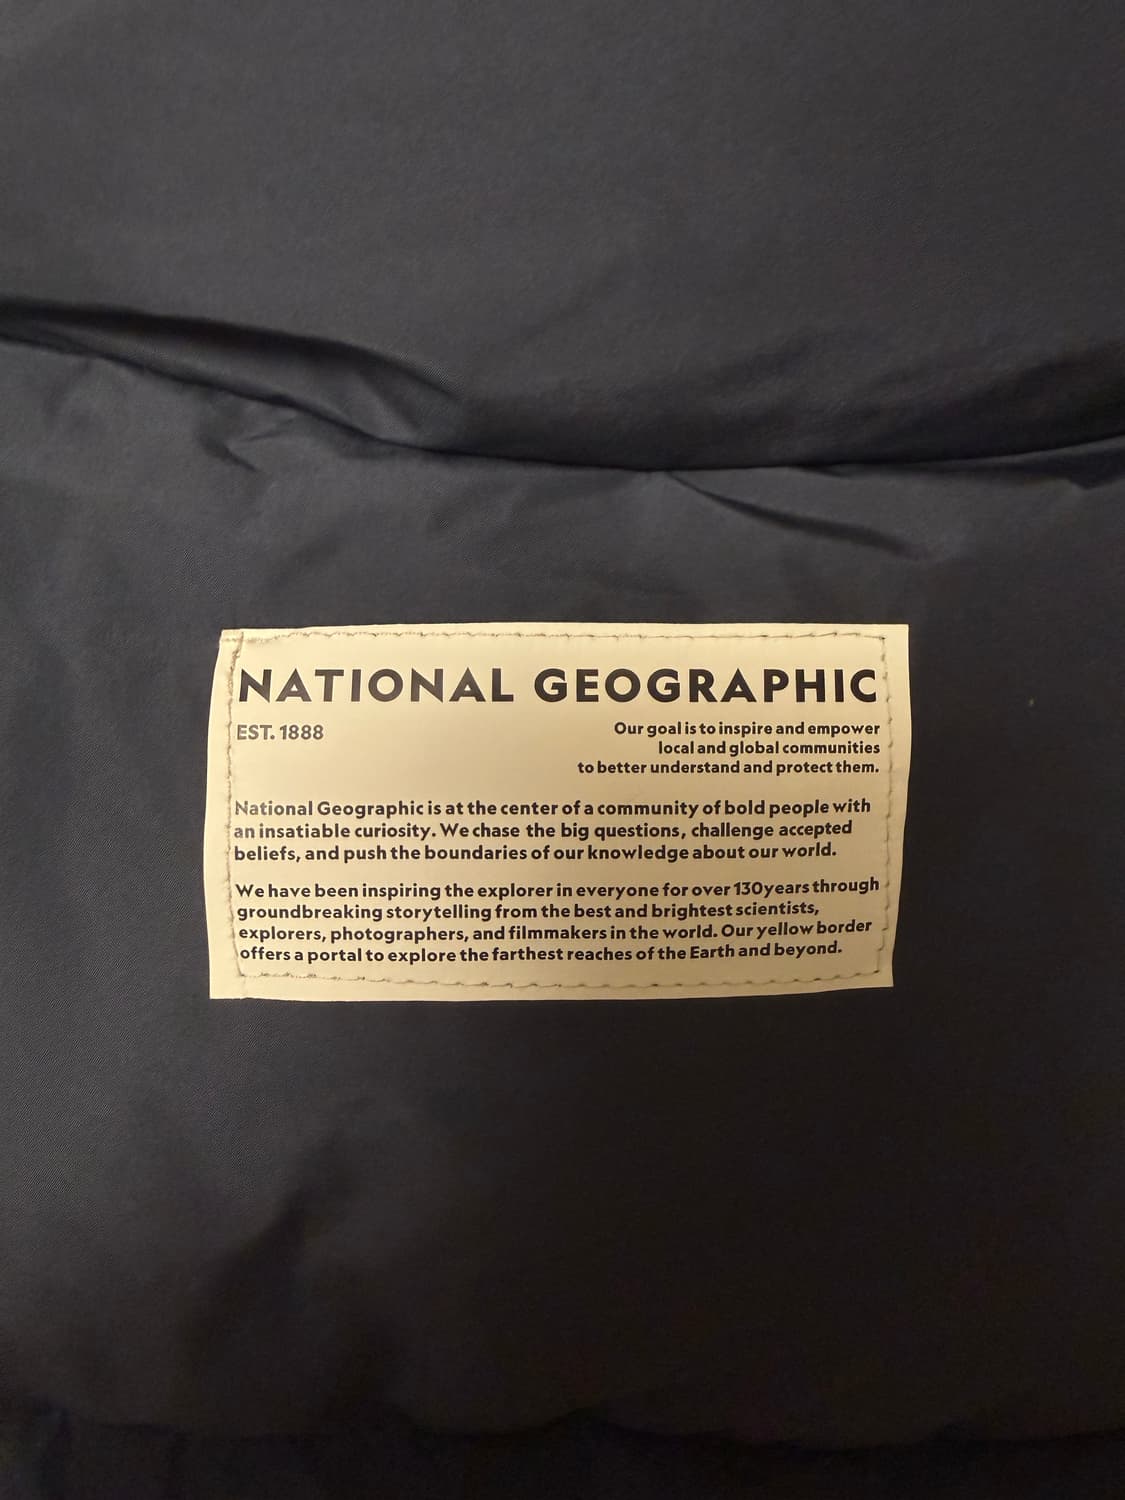 NATIONAL GEOGRAPHIC
EST. 1888
Our goal is to inspire and empower
local and global communities
to better understand and protect them.
National Geographic is at the center of a community of bold people with
an insatiable curiosity. We chase the big questions, challenge accepted
beliefs, and push the boundaries of our knowledge about our world.
We have been inspiring the explorer in everyone for over 130years through
groundbreaking storytelling from the best and brightest scientists,
explorers, photographers, and filmmakers in the world. Our yellow border
offers a portal to explore the farthest reaches of the Earth and beyond.